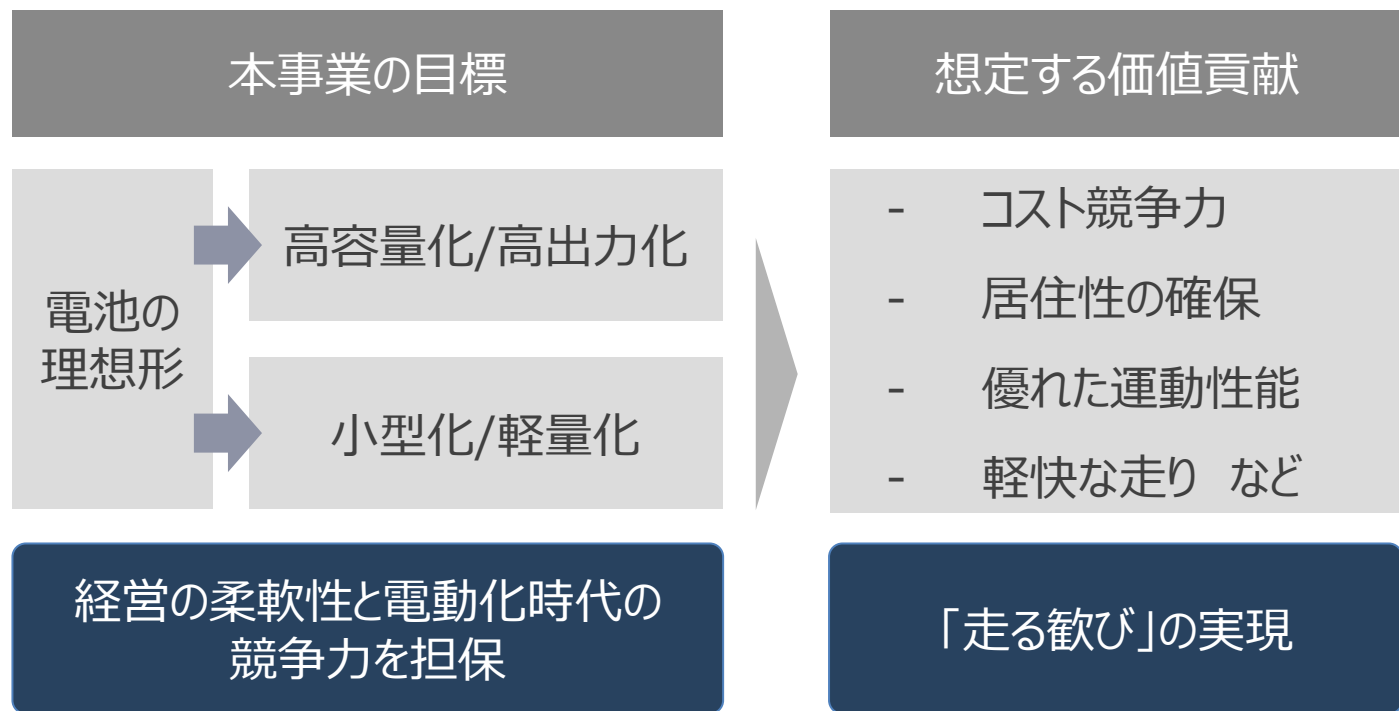 本事業の目標
電池の
理想形
高容量化/高出力化
小型化/軽量化
経営の柔軟性と電動化時代の
競争力を担保
想定する価値貢献
- コスト競争力
- 居住性の確保
- 優れた運動性能
- 軽快な走り など
「走る歓び」の実現